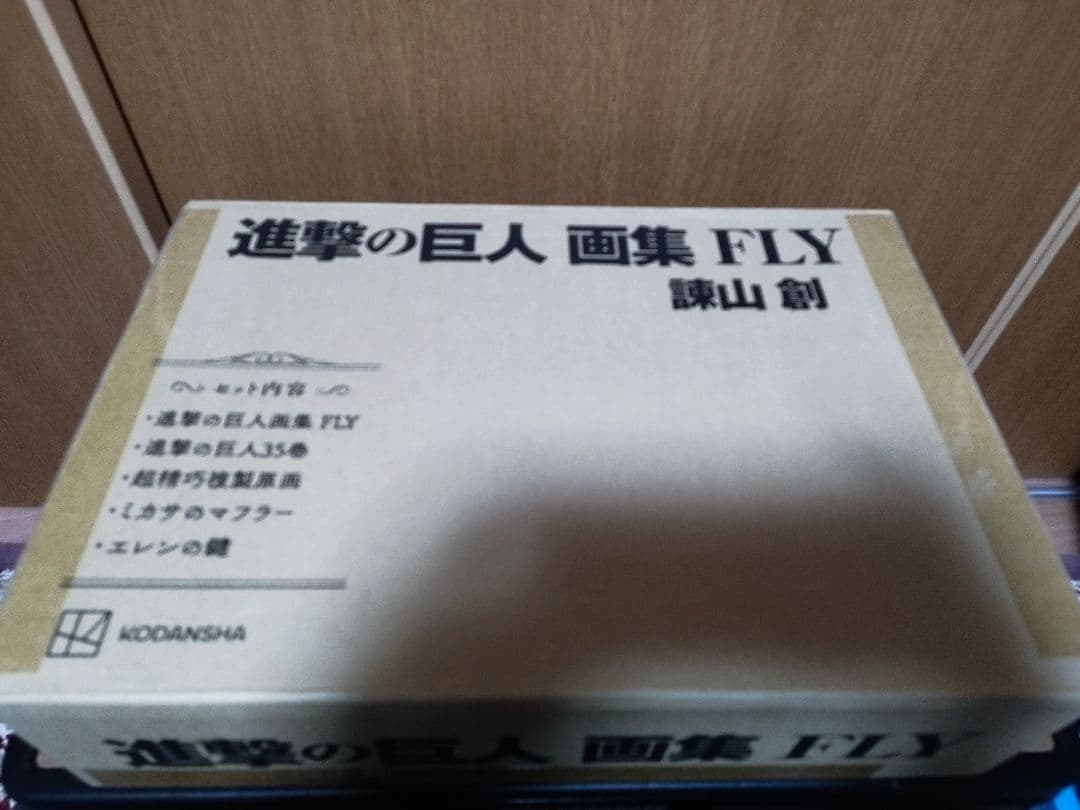 進撃の巨人 画集 FLY
諫山 創
セット内容
・進撃の巨人画集 FLY
・進撃の巨人35巻
・超精巧複製原画
・ミカサのマフラー
・エレンの鍵
KODANSHA
進撃の巨人 画集 FLY